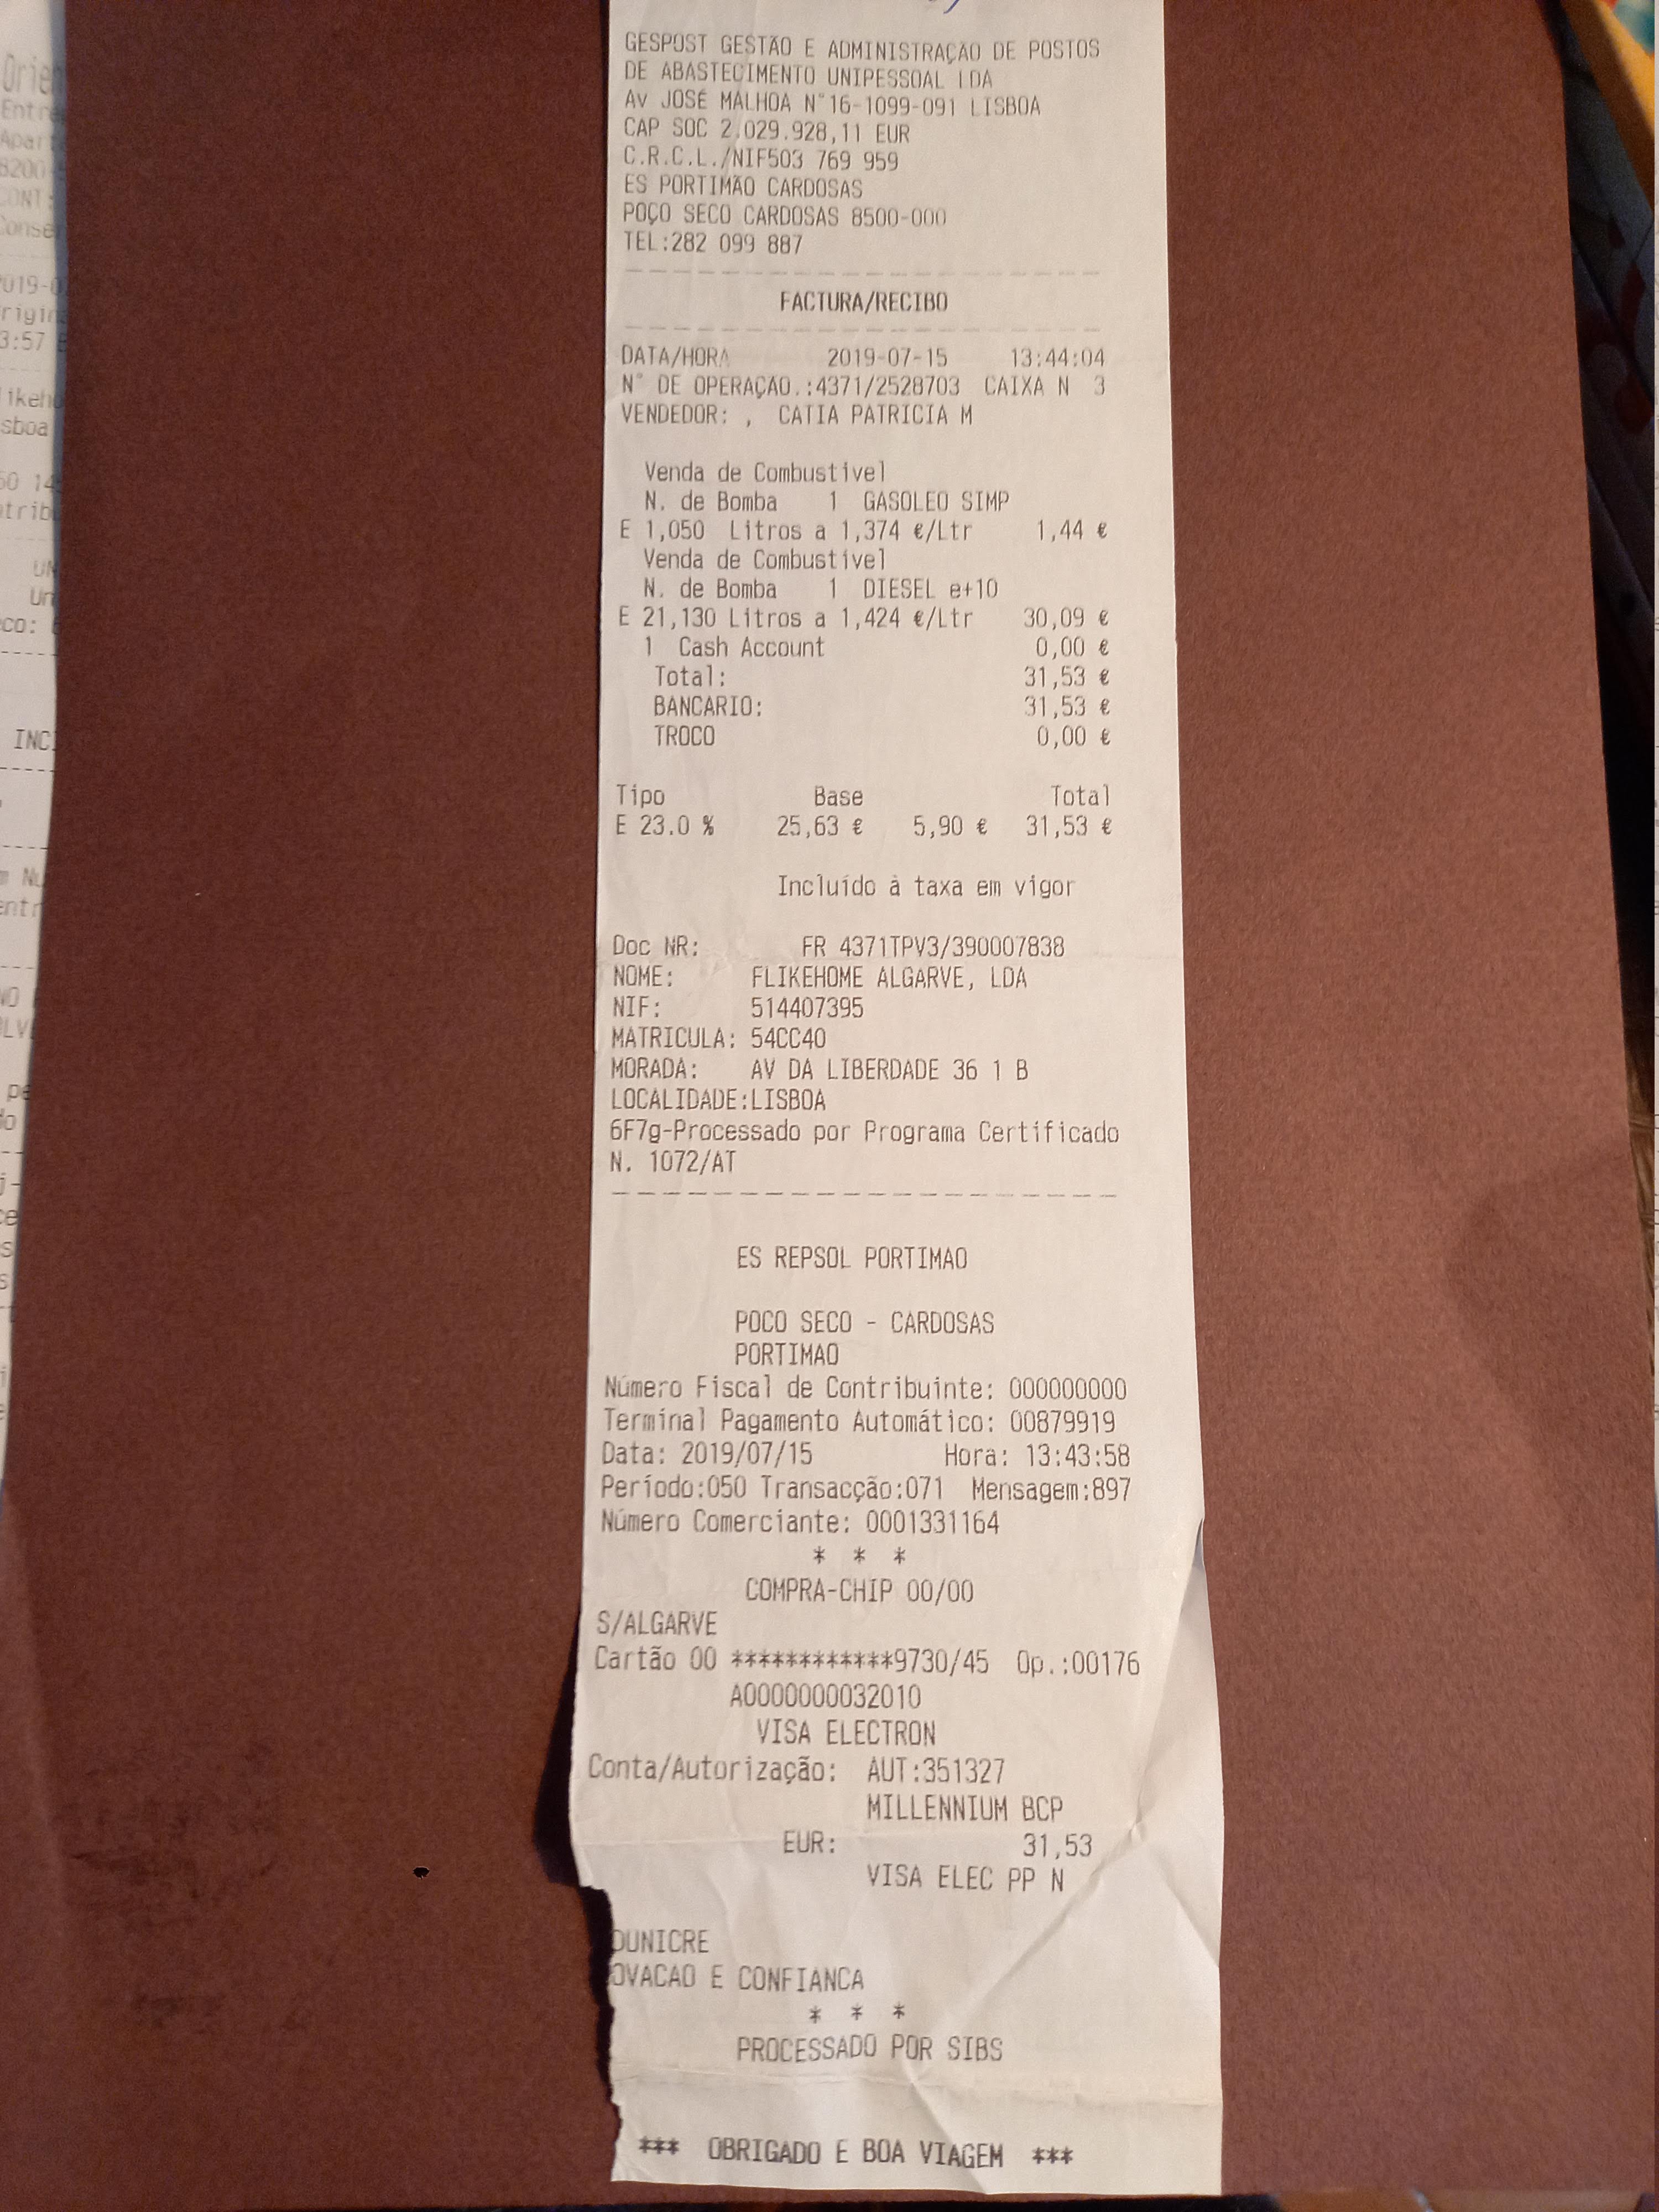 GESPOST GESTÃO E ADMINISTRAÇÃO DE POSTOS
DE ABASTECIMENTO UNIPESSOAL LDA
Av JOSÉ MALHOA N°16-1099-091 LISBOA
CAP SOC 2.029.928,11 EUR
C.R.C.L./NIF503 769 959
ES PORTIMÃO CARDOSAS
POÇO SECO CARDOSAS 8500-000
TEL:282 099 887
FACTURA/RECIBO
DATA/HORA 2019-07-15 13:44:04
N° DE OPERAÇÃO.:4371/2528703 CAIXA N 3
VENDEDOR: , CATIA PATRICIA M
Venda de Combustivel
N. de Bomba 1 GASOLEO SIMP
E 1,050 Litros a 1,374 €/Ltr 1,44 €
Venda de Combustivel
N. de Bomba 1 DIESEL e+10
E 21,130 Litros a 1,424 €/Ltr 30,09 €
1 Cash Account 0,00 €
Total: 31,53 €
BANCARIO: 31,53 €
TROCO 0,00 €
Tipo Base Total
E 23.0 % 25,63 € 5,90 € 31,53 €
Incluído à taxa em vigor
Doc NR: FR 4371TPV3/390007838
NOME: FLIKEHOME ALGARVE, LDA
NIF: 514407395
MATRICULA: 54CC40
MORADA: AV DA LIBERDADE 36 1 B
LOCALIDADE:LISBOA
6F7g-Processado por Programa Certificado
N. 1072/AT
ES REPSOL PORTIMAO
POCO SECO - CARDOSAS
PORTIMAO
Número Fiscal de Contribuinte: 000000000
Terminal Pagamento Automático: 00879919
Data: 2019/07/15 Hora: 13:43:58
Período:050 Transacção:071 Mensagem:897
Número Comerciante: 0001331164
* * *
COMPRA-CHIP 00/00
S/ALGARVE
Cartão 00 ************9730/45 Op.:00176
A0000000032010
VISA ELECTRON
Conta/Autorização: AUT:351327
MILLENNIUM BCP
EUR: 31,53
VISA ELEC PP N
DUNICRE
OVACAO E CONFIANCA
* * *
PROCESSADO POR SIBS
*** OBRIGADO E BOA VIAGEM ***